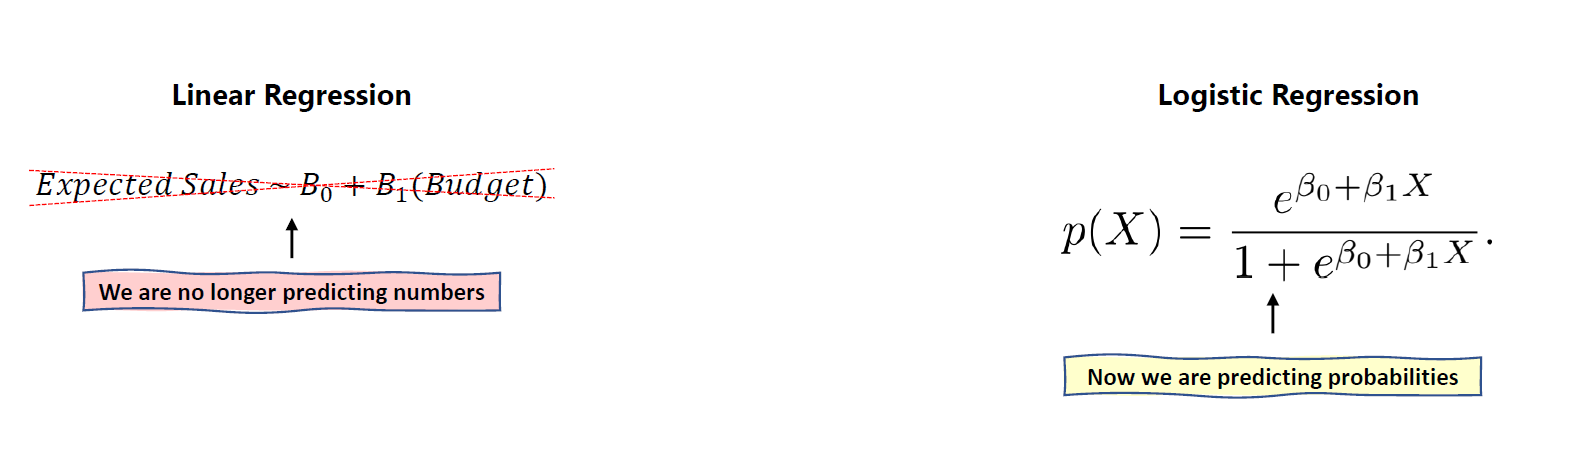 Linear Regression
Expected Sales ~ B₀ + B₁(Budget)
We are no longer predicting numbers
Logistic Regression
p(X) = e^{β₀+β₁X} / 1 + e^{β₀+β₁X} .
Now we are predicting probabilities